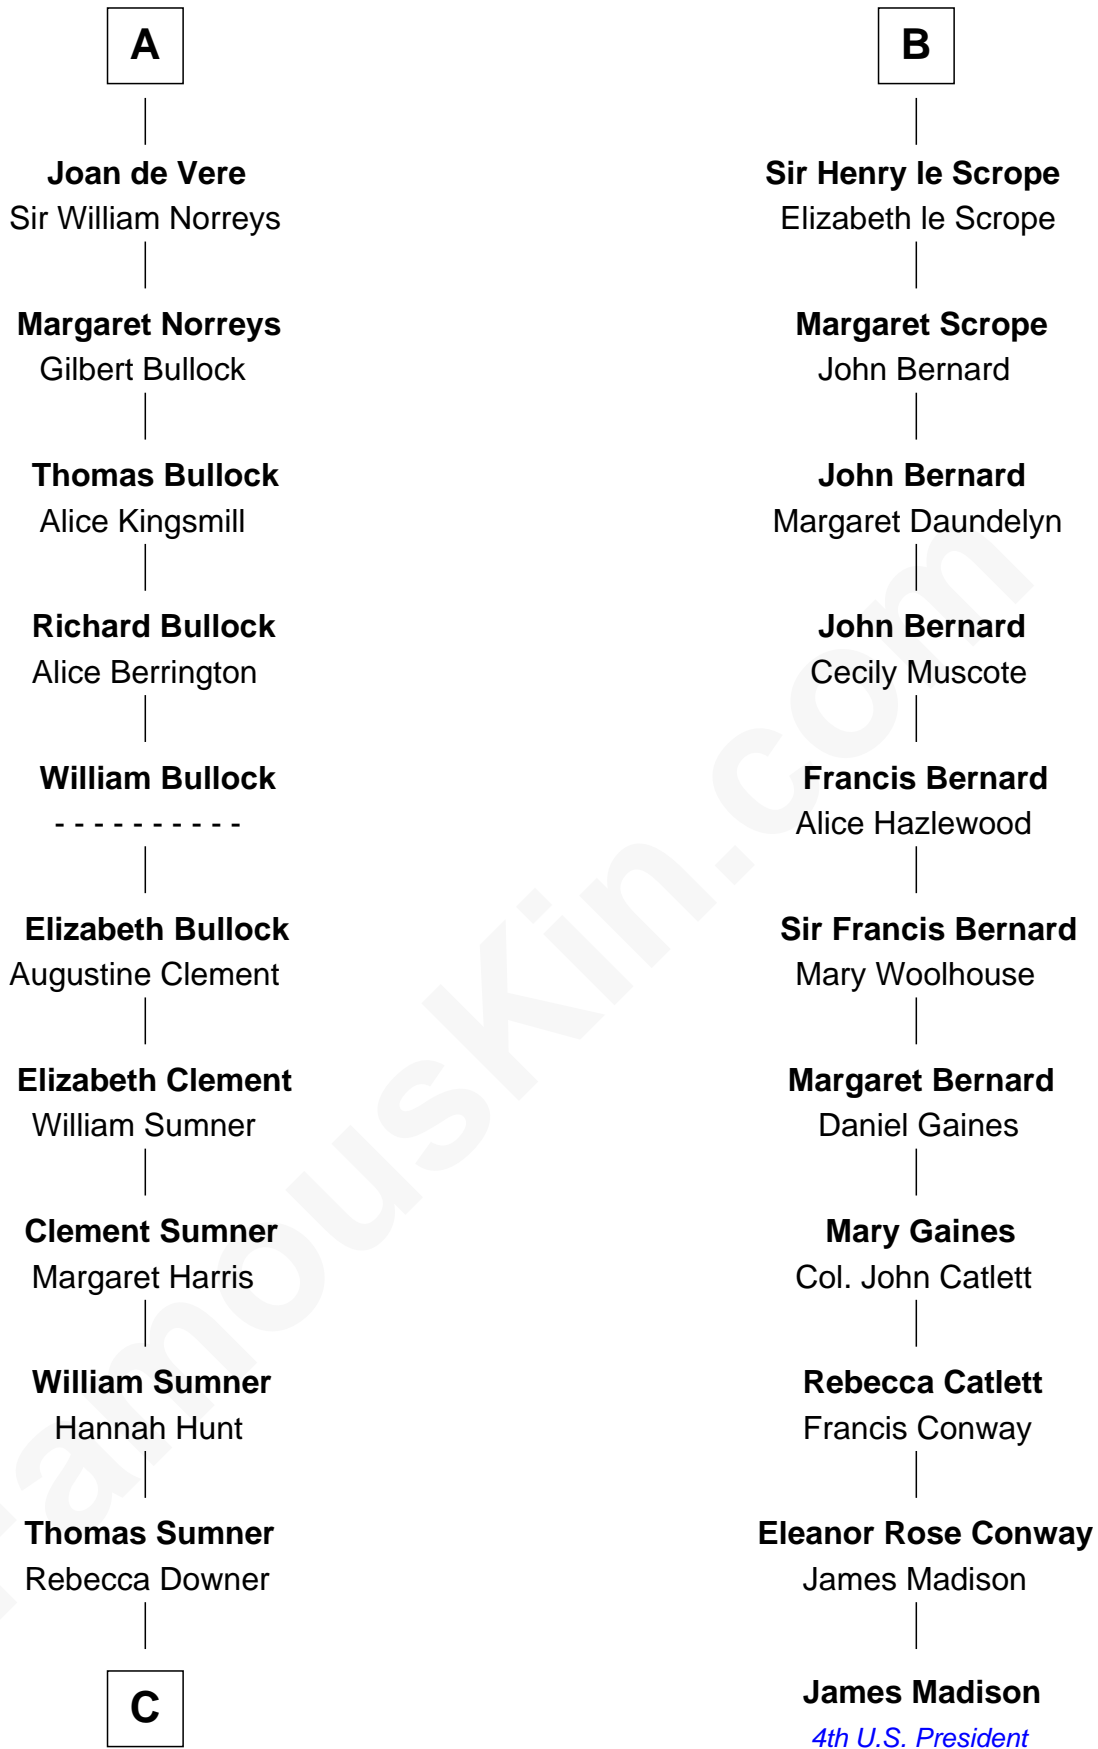 A
Joan de Vere
Sir William Norreys
Margaret Norreys
Gilbert Bullock
Thomas Bullock
Alice Kingsmill
Richard Bullock
Alice Berrington
William Bullock
- - - - - - - - - -
Elizabeth Bullock
Augustine Clement
Elizabeth Clement
William Sumner
Clement Sumner
Margaret Harris
William Sumner
Hannah Hunt
Thomas Sumner
Rebecca Downer
C
B
Sir Henry le Scrope
Elizabeth le Scrope
Margaret Scrope
John Bernard
John Bernard
Margaret Daundelyn
John Bernard
Cecily Muscote
Francis Bernard
Alice Hazlewood
Sir Francis Bernard
Mary Woolhouse
Margaret Bernard
Daniel Gaines
Mary Gaines
Col. John Catlett
Rebecca Catlett
Francis Conway
Eleanor Rose Conway
James Madison
James Madison
4th U.S. President
FamousKin.com